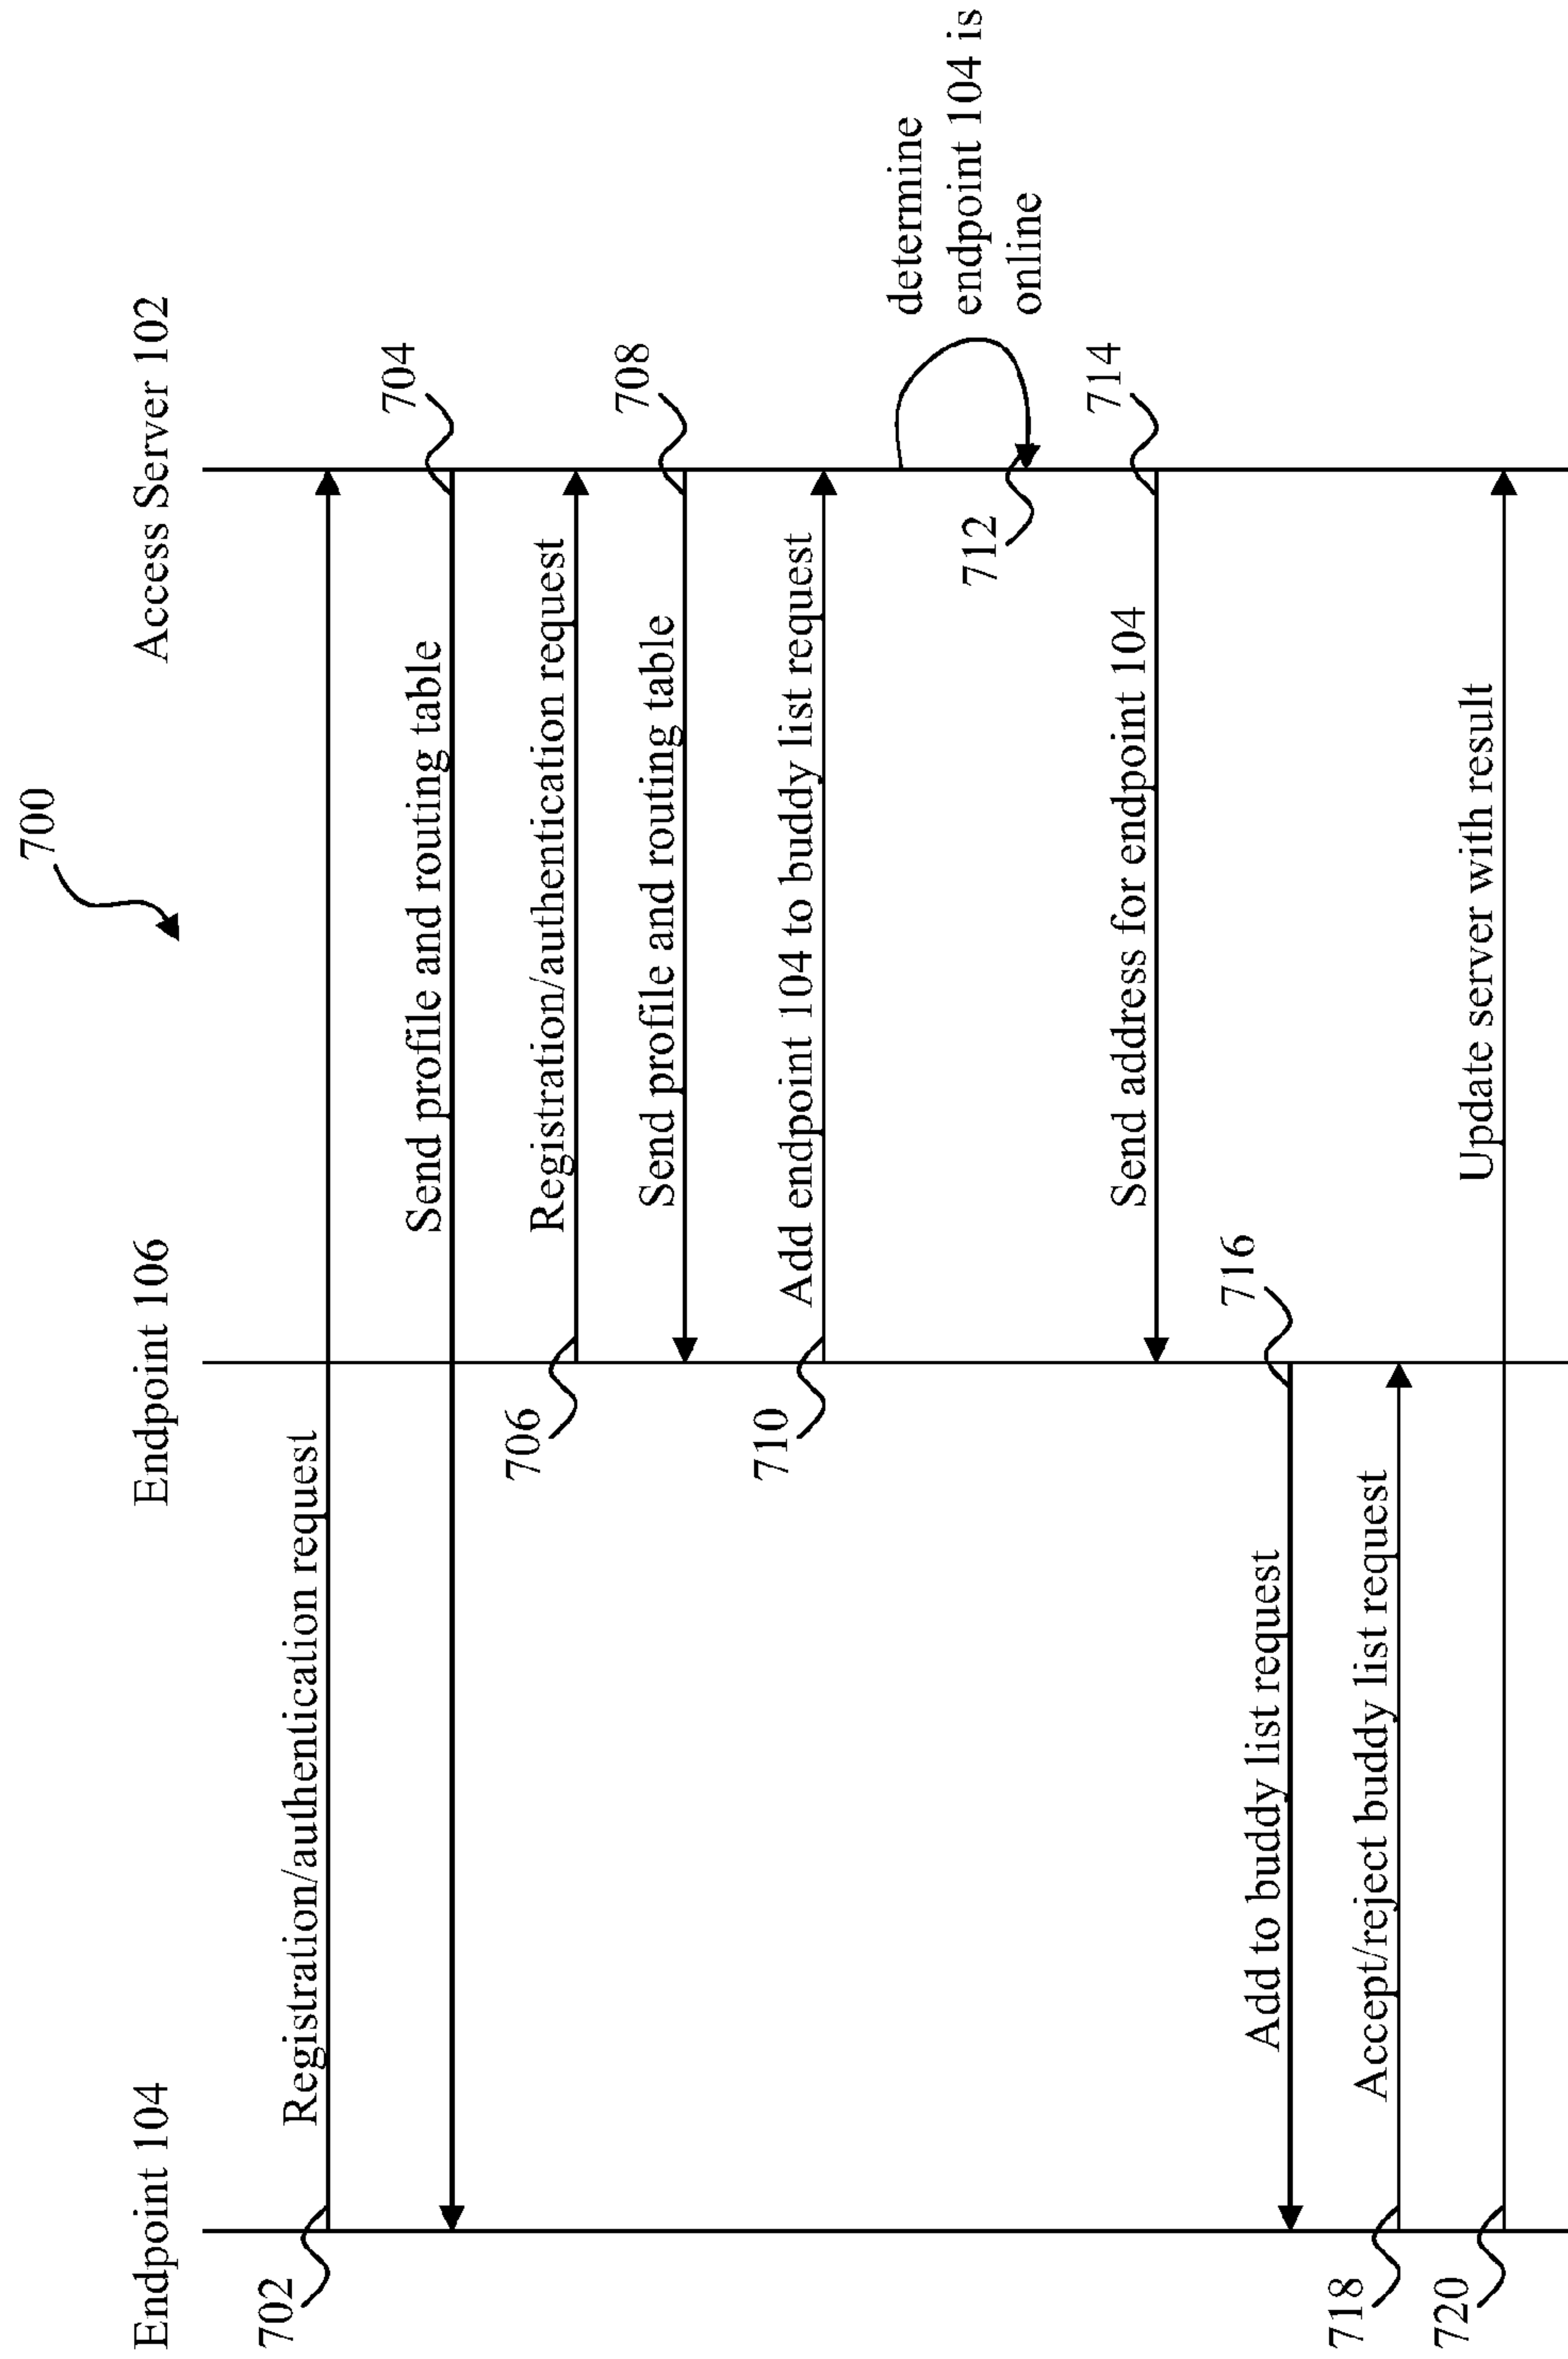 700
Endpoint 104
Endpoint 106
Access Server 102
Registration/authentication request
702
Send profile and routing table
704
Registration/authentication request
706
Send profile and routing table
708
Add endpoint 104 to buddy list request
710
determine
endpoint 104 is
online
712
Send address for endpoint 104
714
Add to buddy list request
716
Accept/reject buddy list request
718
Update server with result
720